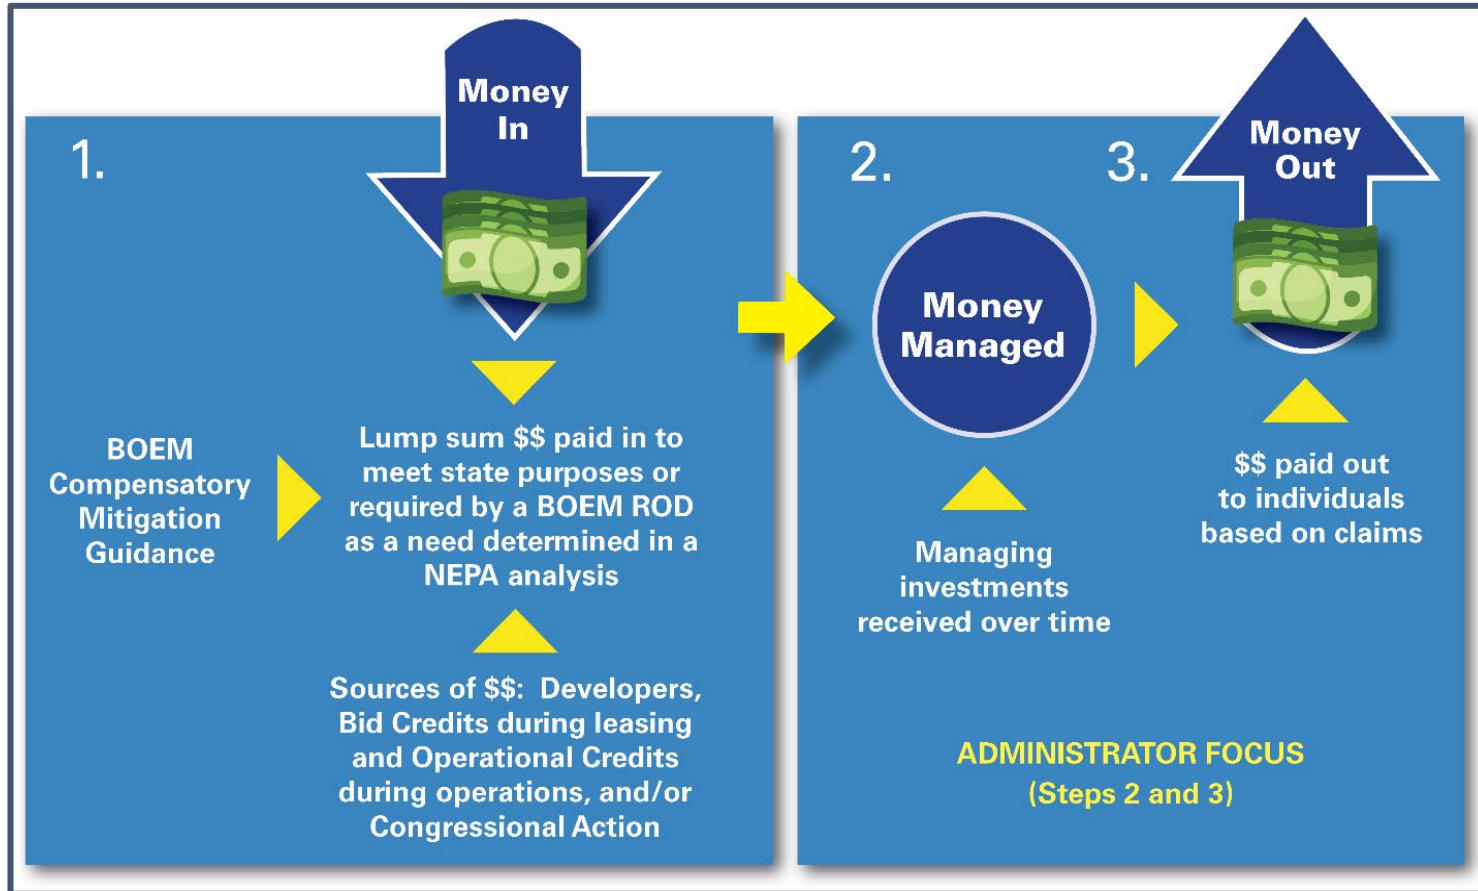 1.
Money
In
BOEM
Compensatory
Mitigation
Guidance
Lump sum $$ paid in to
meet state purposes or
required by a BOEM ROD
as a need determined in a
NEPA analysis
Sources of $$: Developers,
Bid Credits during leasing
and Operational Credits
during operations, and/or
Congressional Action
2.
Money
Managed
Managing
investments
received over time
3.
Money
Out
$$ paid out
to individuals
based on claims
ADMINISTRATOR FOCUS
(Steps 2 and 3)